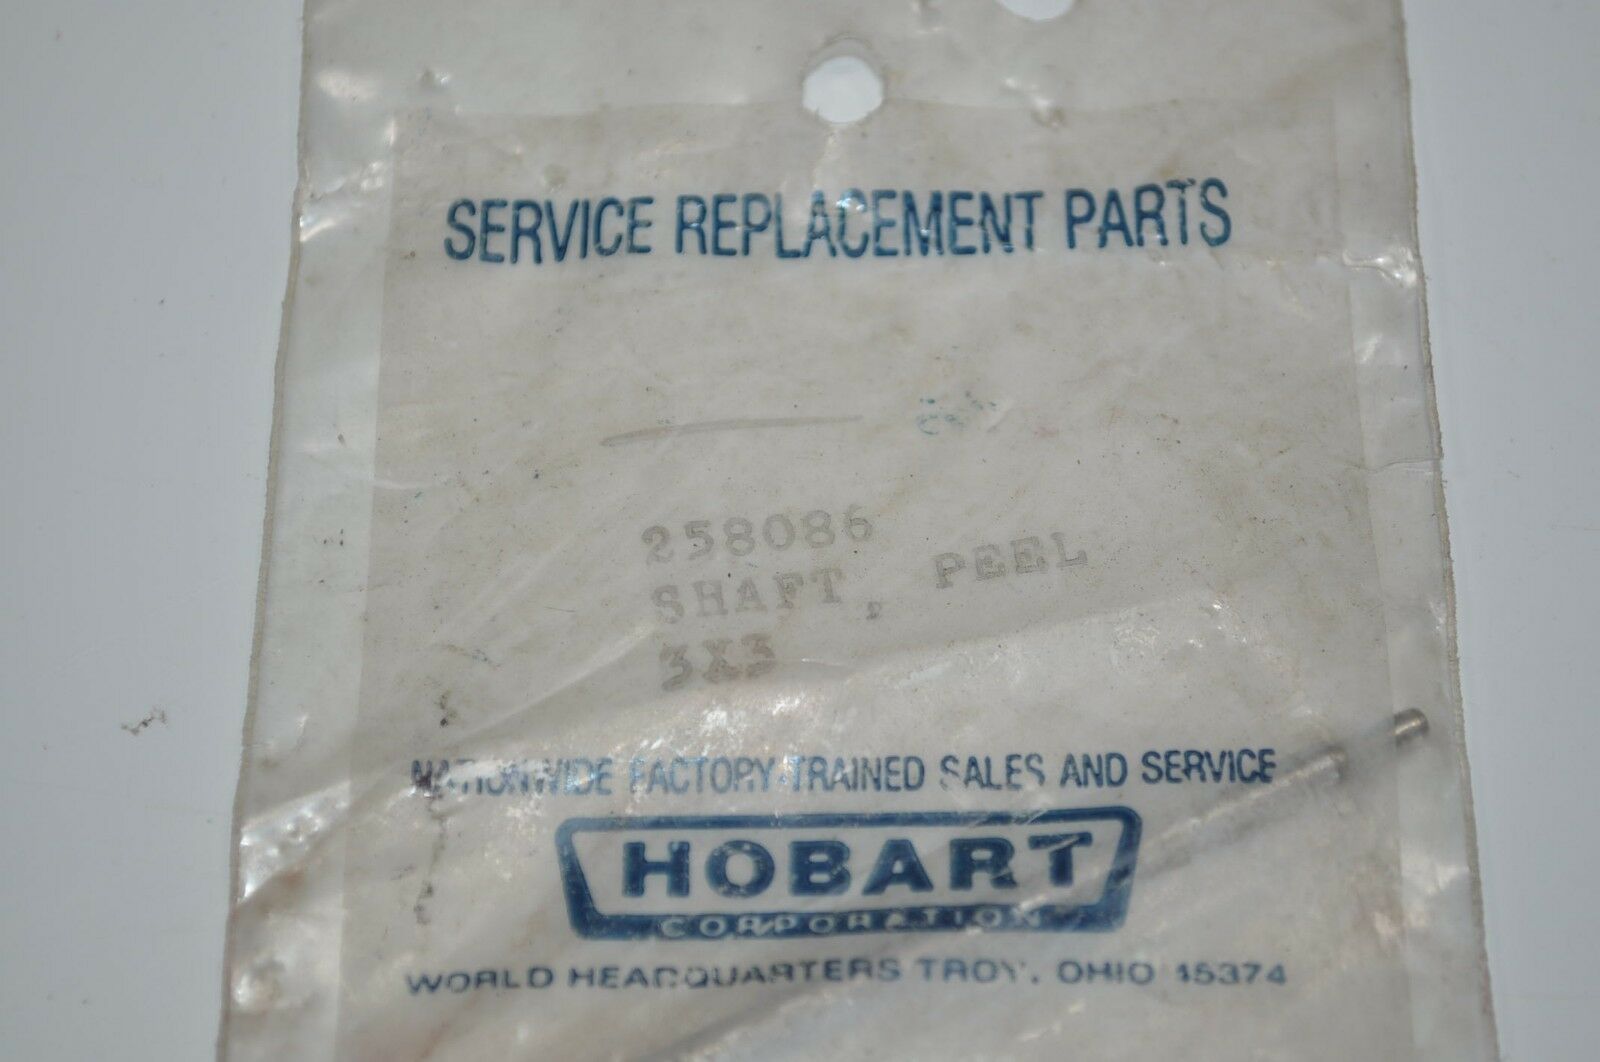 SERVICE REPLACEMENT PARTS
258086
SHAFT, PEEL
3X3
NATIONWIDE FACTORY-TRAINED SALES AND SERVICE
HOBART
CORPORATION
WORLD HEADQUARTERS TROY, OHIO 45374